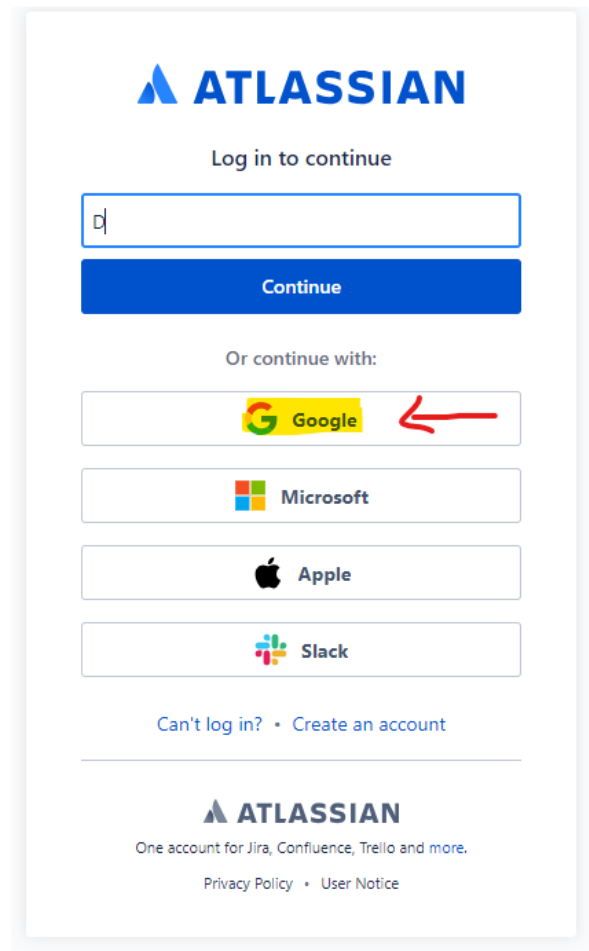 ATLASSIAN
Log in to continue
D
Continue
Or continue with:
Google
Microsoft
Apple
Slack
Can't log in? • Create an account
ATLASSIAN
One account for Jira, Confluence, Trello and more.
Privacy Policy • User Notice